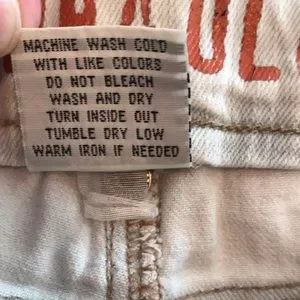 MACHINE WASH COLD
WITH LIKE COLORS
DO NOT BLEACH
WASH AND DRY
TURN INSIDE OUT
TUMBLE DRY LOW
WARM IRON IF NEEDED